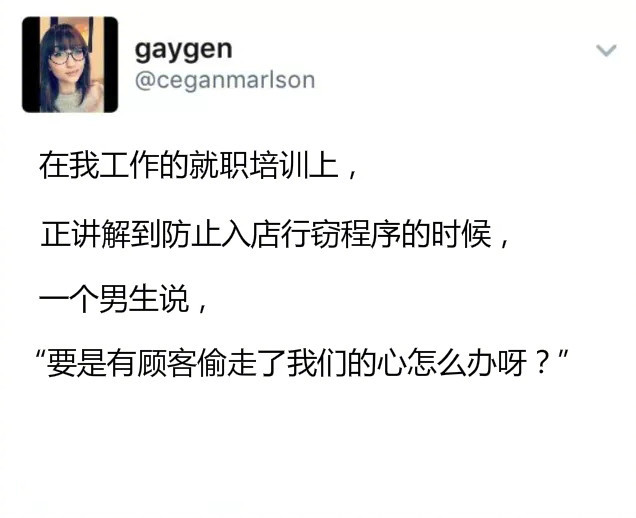 gaygen
@ceganmarlson
在我工作的就职培训上，
正讲解到防止入店行窃程序的时候，
一个男生说，
“要是有顾客偷走了我们的心怎么办呀？”